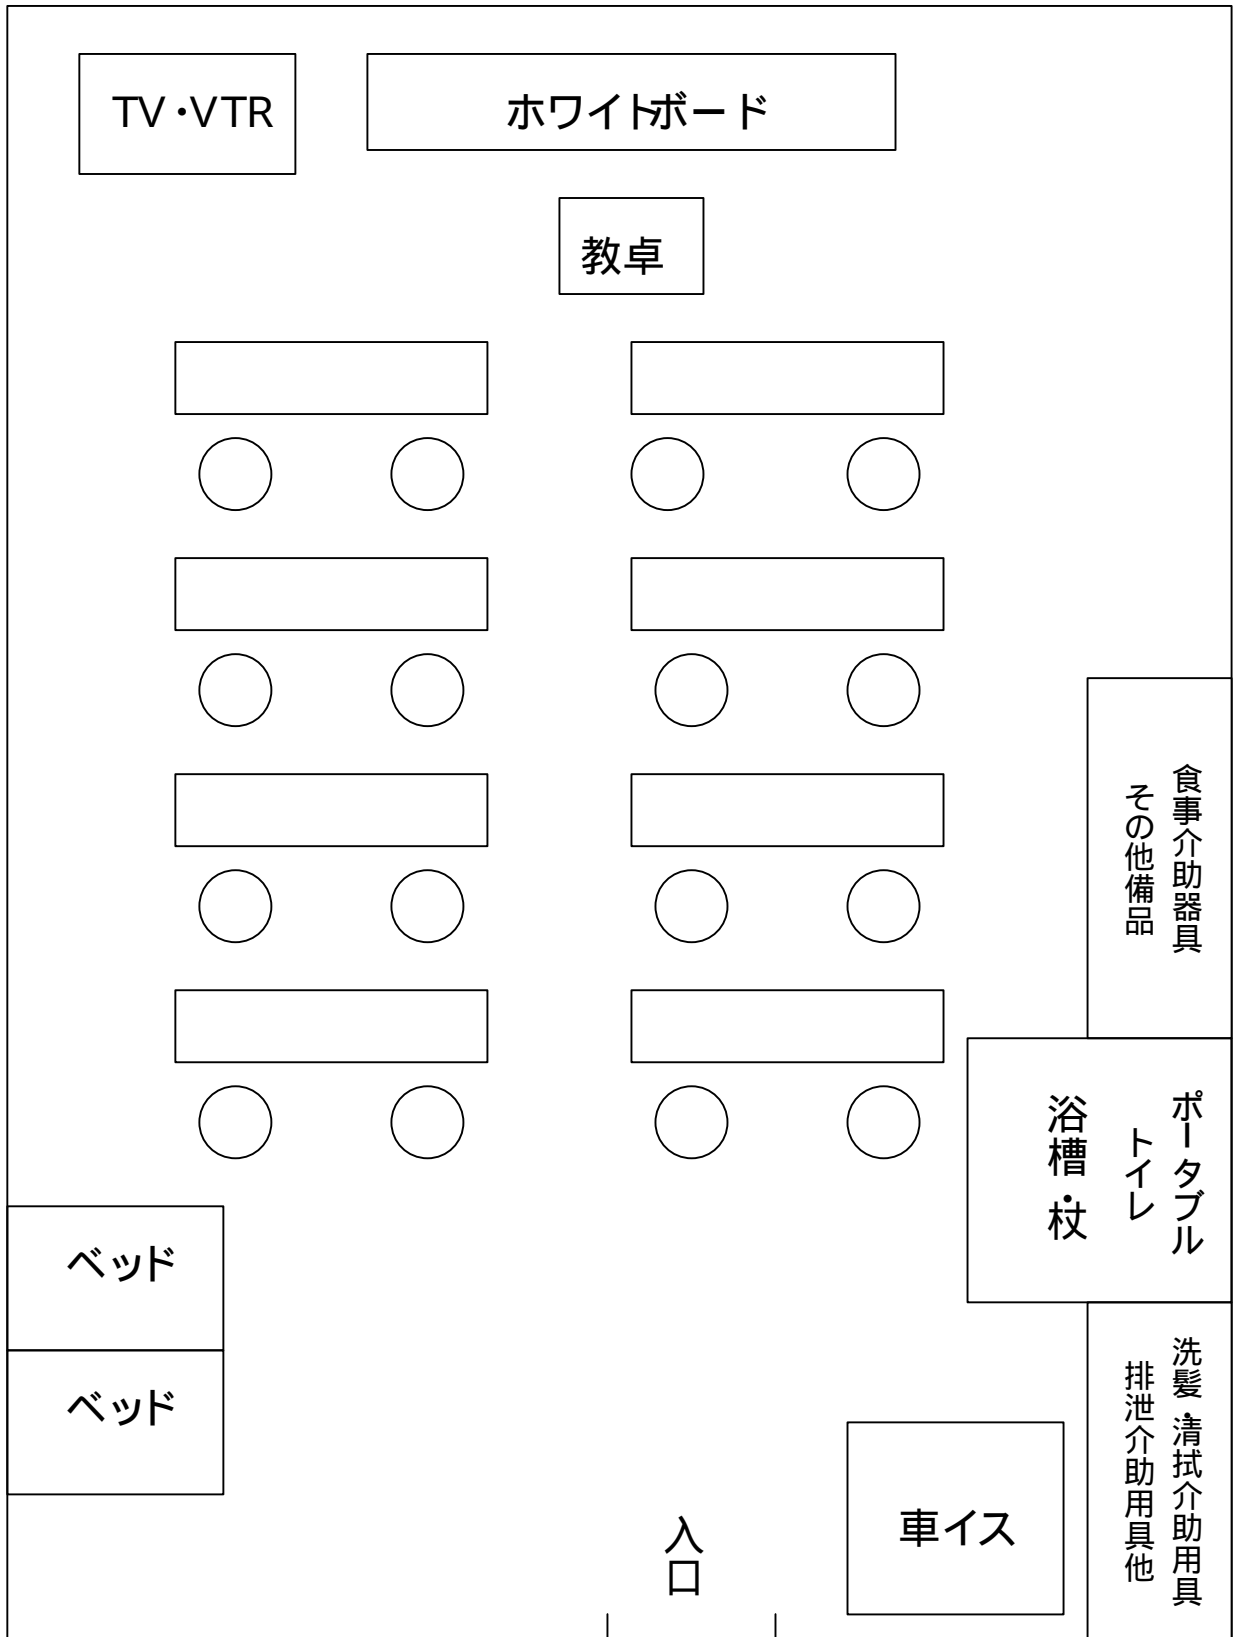 TV・VTR
ホワイトボード
教卓
食事介助器具
その他備品
ポータブル
トイレ
浴槽・杖
ベッド
ベッド
洗髪・清拭介助用具
排泄介助用具他
車イス
入口